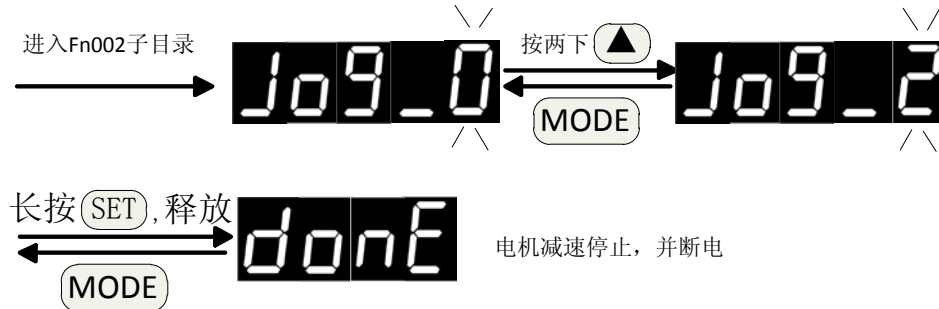 进入Fn002子目录
Jog_0
按两下▲
MODE
Jog_2
长按SET,释放
MODE
donE
电机减速停止，并断电